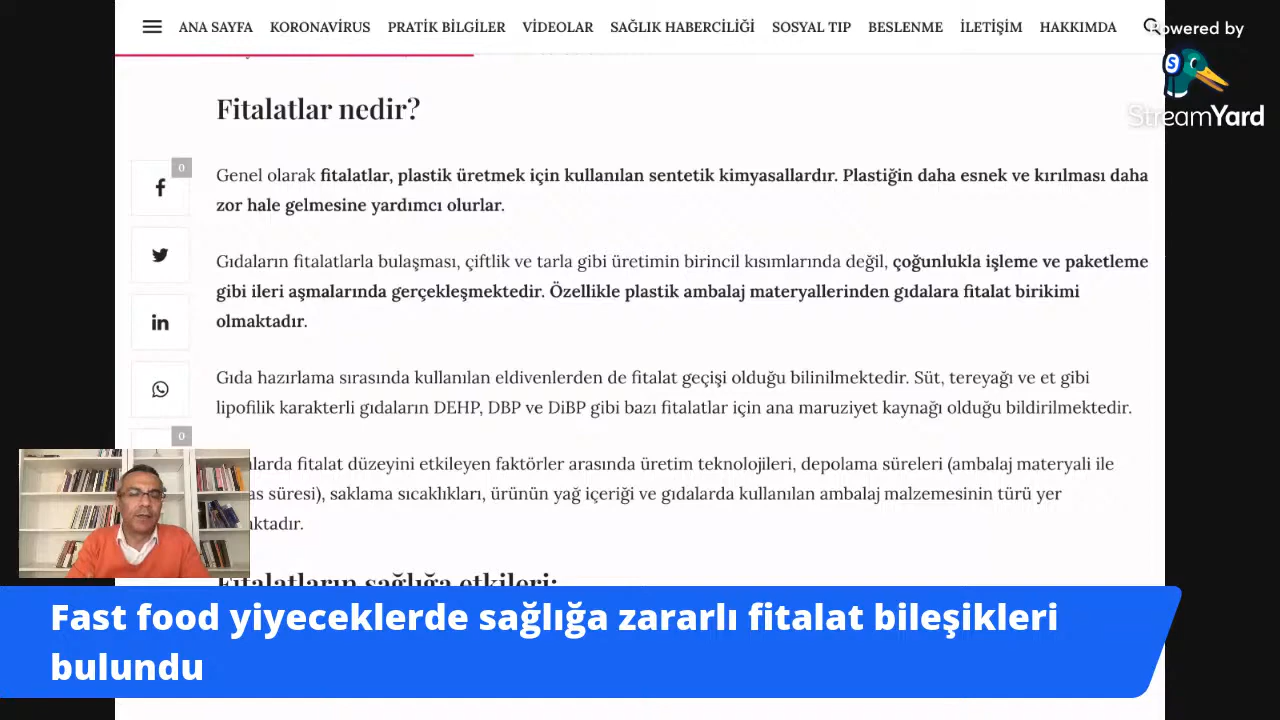 ANA SAYFA KORONAVİRUS PRATİK BİLGİLER VİDEOLAR SAĞLIK HABERCİLİĞİ SOSYAL TIP BESLENME İLETİŞİM HAKKIMDA
Powered by
StreamYard
Fitalatlar nedir?
Genel olarak fitalatlar, plastik üretmek için kullanılan sentetik kimyasallardır. Plastiğin daha esnek ve kırılması daha
zor hale gelmesine yardımcı olurlar.
Gıdaların fitalatlarla bulaşması, çiftlik ve tarla gibi üretimin birincil kısımlarında değil, çoğunlukla işleme ve paketleme
gibi ileri aşmalarında gerçekleşmektedir. Özellikle plastik ambalaj materyallerinden gıdalara fitalat birikimi
olmaktadır.
Gıda hazırlama sırasında kullanılan eldivenlerden de fitalat geçişi olduğu bilinilmektedir. Süt, tereyağı ve et gibi
lipofilik karakterli gıdaların DEHP, DBP ve DiBP gibi bazı fitalatlar için ana maruziyet kaynağı olduğu bildirilmektedir.
0
0
fitalat düzeyini etkileyen faktörler arasında üretim teknolojileri, depolama süreleri (ambalaj materyali ile
süresi), saklama sıcaklıkları, ürünün yağ içeriği ve gıdalarda kullanılan ambalaj malzemesinin türü yer
Fitalatların sağlığa etkileri:
Fast food yiyeceklerde sağlığa zararlı fitalat bileşikleri
bulundu